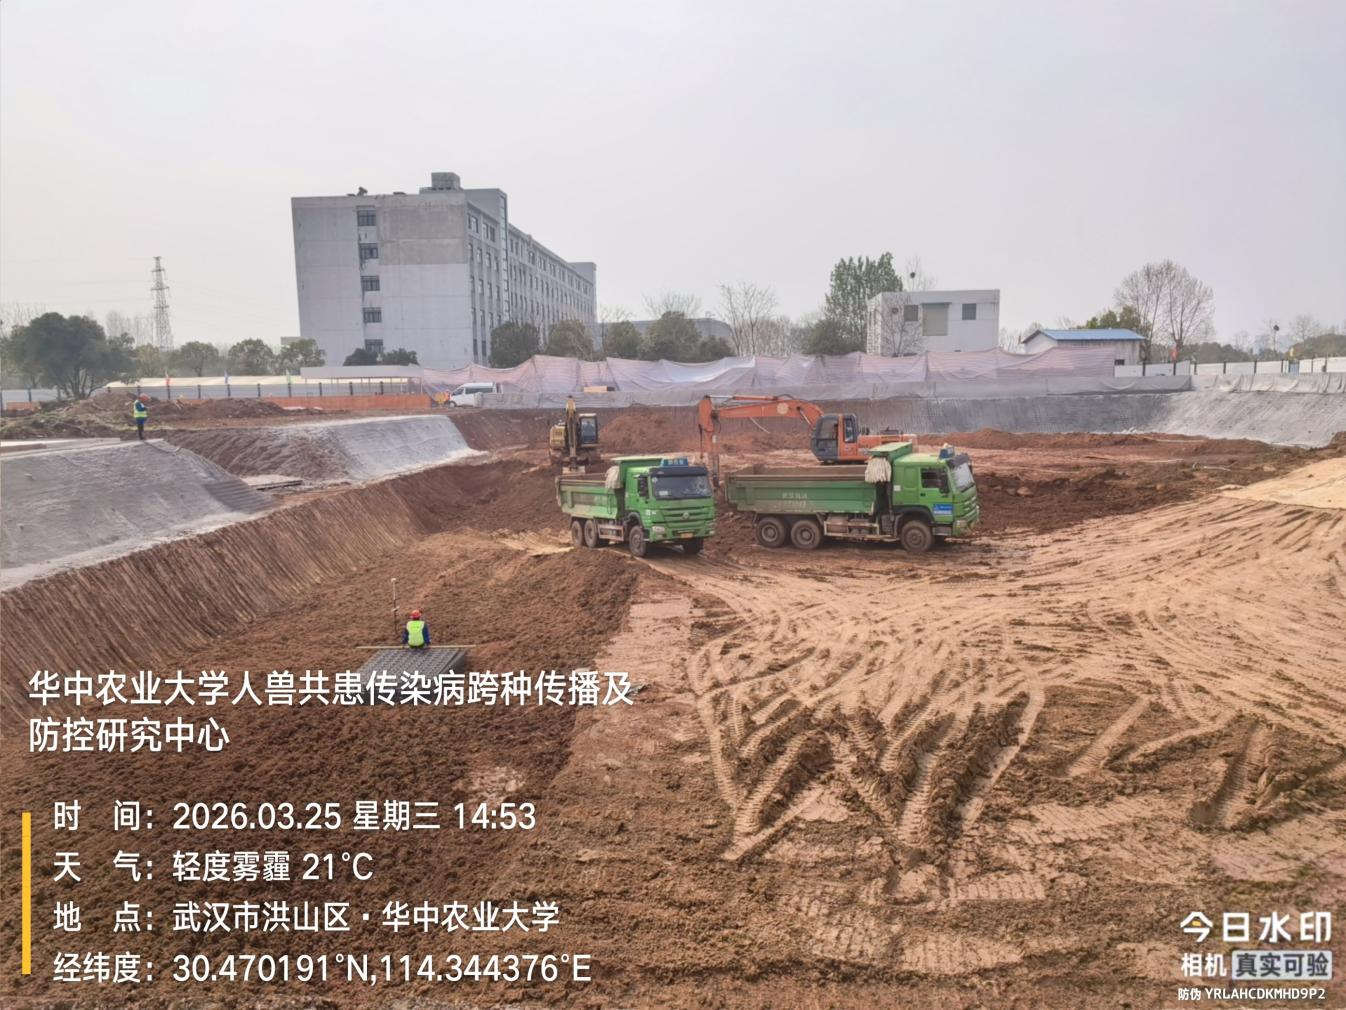 华中农业大学人兽共患传染病跨种传播及
防控研究中心
时 间：2026.03.25 星期三 14:53
天 气：轻度雾霾 21°C
地 点：武汉市洪山区·华中农业大学
经纬度：30.470191°N,114.344376°E
今日水印
相机 真实可验
防伪 YRLAHCDKMHD9P2